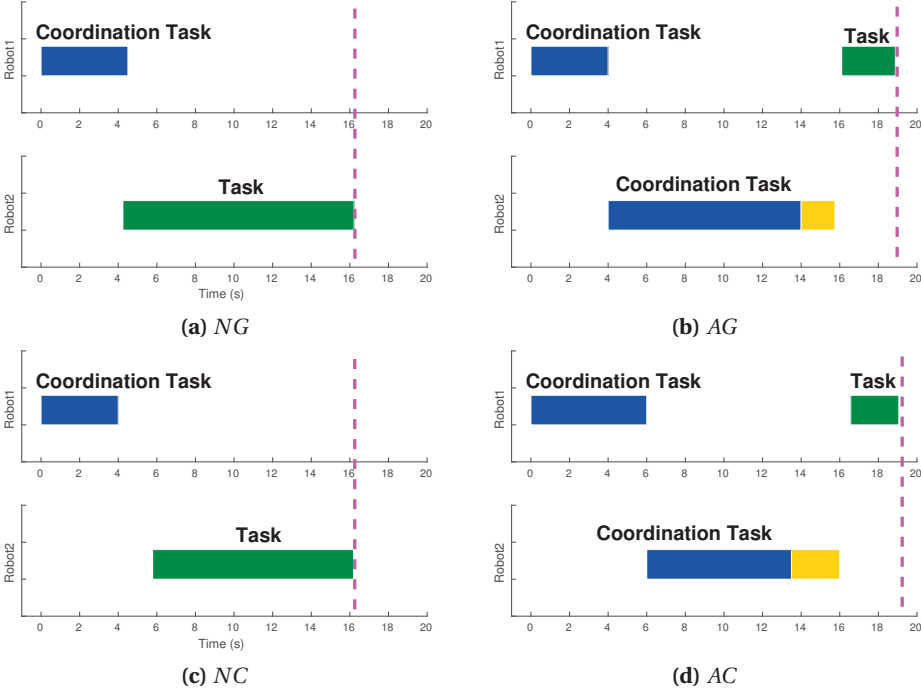 Coordination Task
Robot1
0 2 4 6 8 10 12 14 16 18 20
Task
Robot2
0 2 4 6 8 10 12 14 16 18 20
Time (s)
(a) NG
Coordination Task
Task
Robot1
0 2 4 6 8 10 12 14 16 18 20
Coordination Task
Robot2
0 2 4 6 8 10 12 14 16 18 20
(b) AG
Coordination Task
Robot1
0 2 4 6 8 10 12 14 16 18 20
Task
Robot2
0 2 4 6 8 10 12 14 16 18 20
Time (s)
(c) NC
Coordination Task
Task
Robot1
0 2 4 6 8 10 12 14 16 18 20
Coordination Task
Robot2
0 2 4 6 8 10 12 14 16 18 20
(d) AC